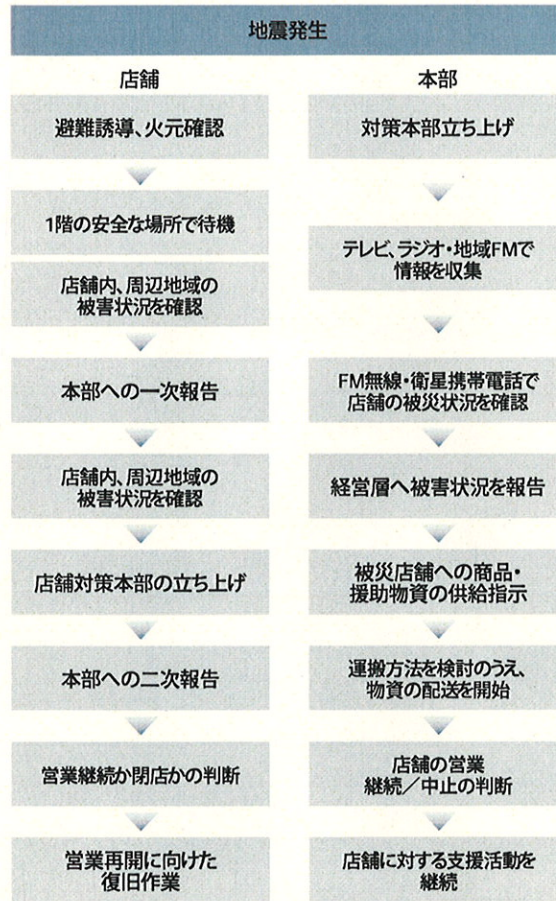 地震発生
店舗
避難誘導、火元確認
1階の安全な場所で待機
店舗内、周辺地域の
被害状況を確認
本部への一次報告
店舗内、周辺地域の
被害状況を確認
店舗対策本部の立ち上げ
本部への二次報告
営業継続か閉店かの判断
営業再開に向けた
復旧作業
本部
対策本部立ち上げ
テレビ、ラジオ・地域FMで
情報を収集
FM無線・衛星携帯電話で
店舗の被災状況を確認
経営層へ被害状況を報告
被災店舗への商品・
援助物資の供給指示
運搬方法を検討のうえ、
物資の配送を開始
店舗の営業
継続／中止の判断
店舗に対する支援活動を
継続